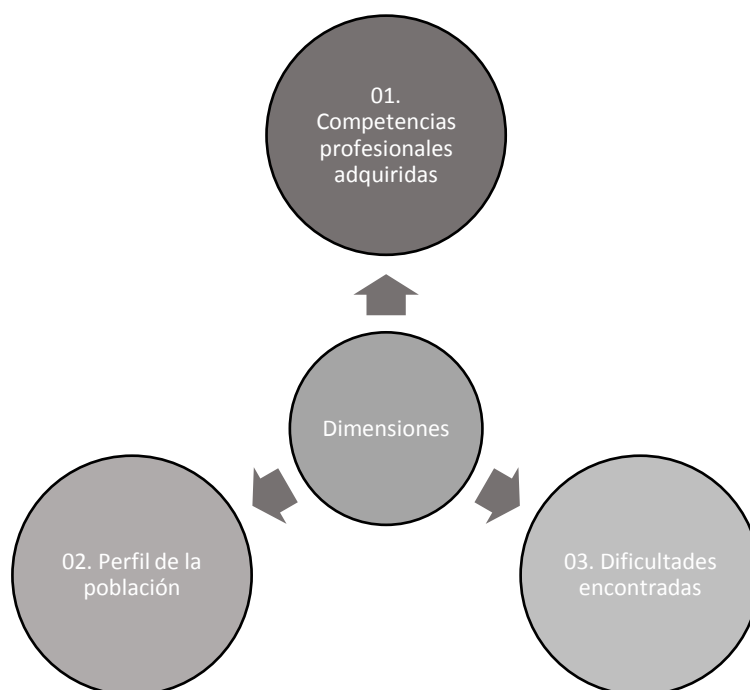 01.
Competencias
profesionales
adquiridas
Dimensiones
02. Perfil de la
población
03. Dificultades
encontradas